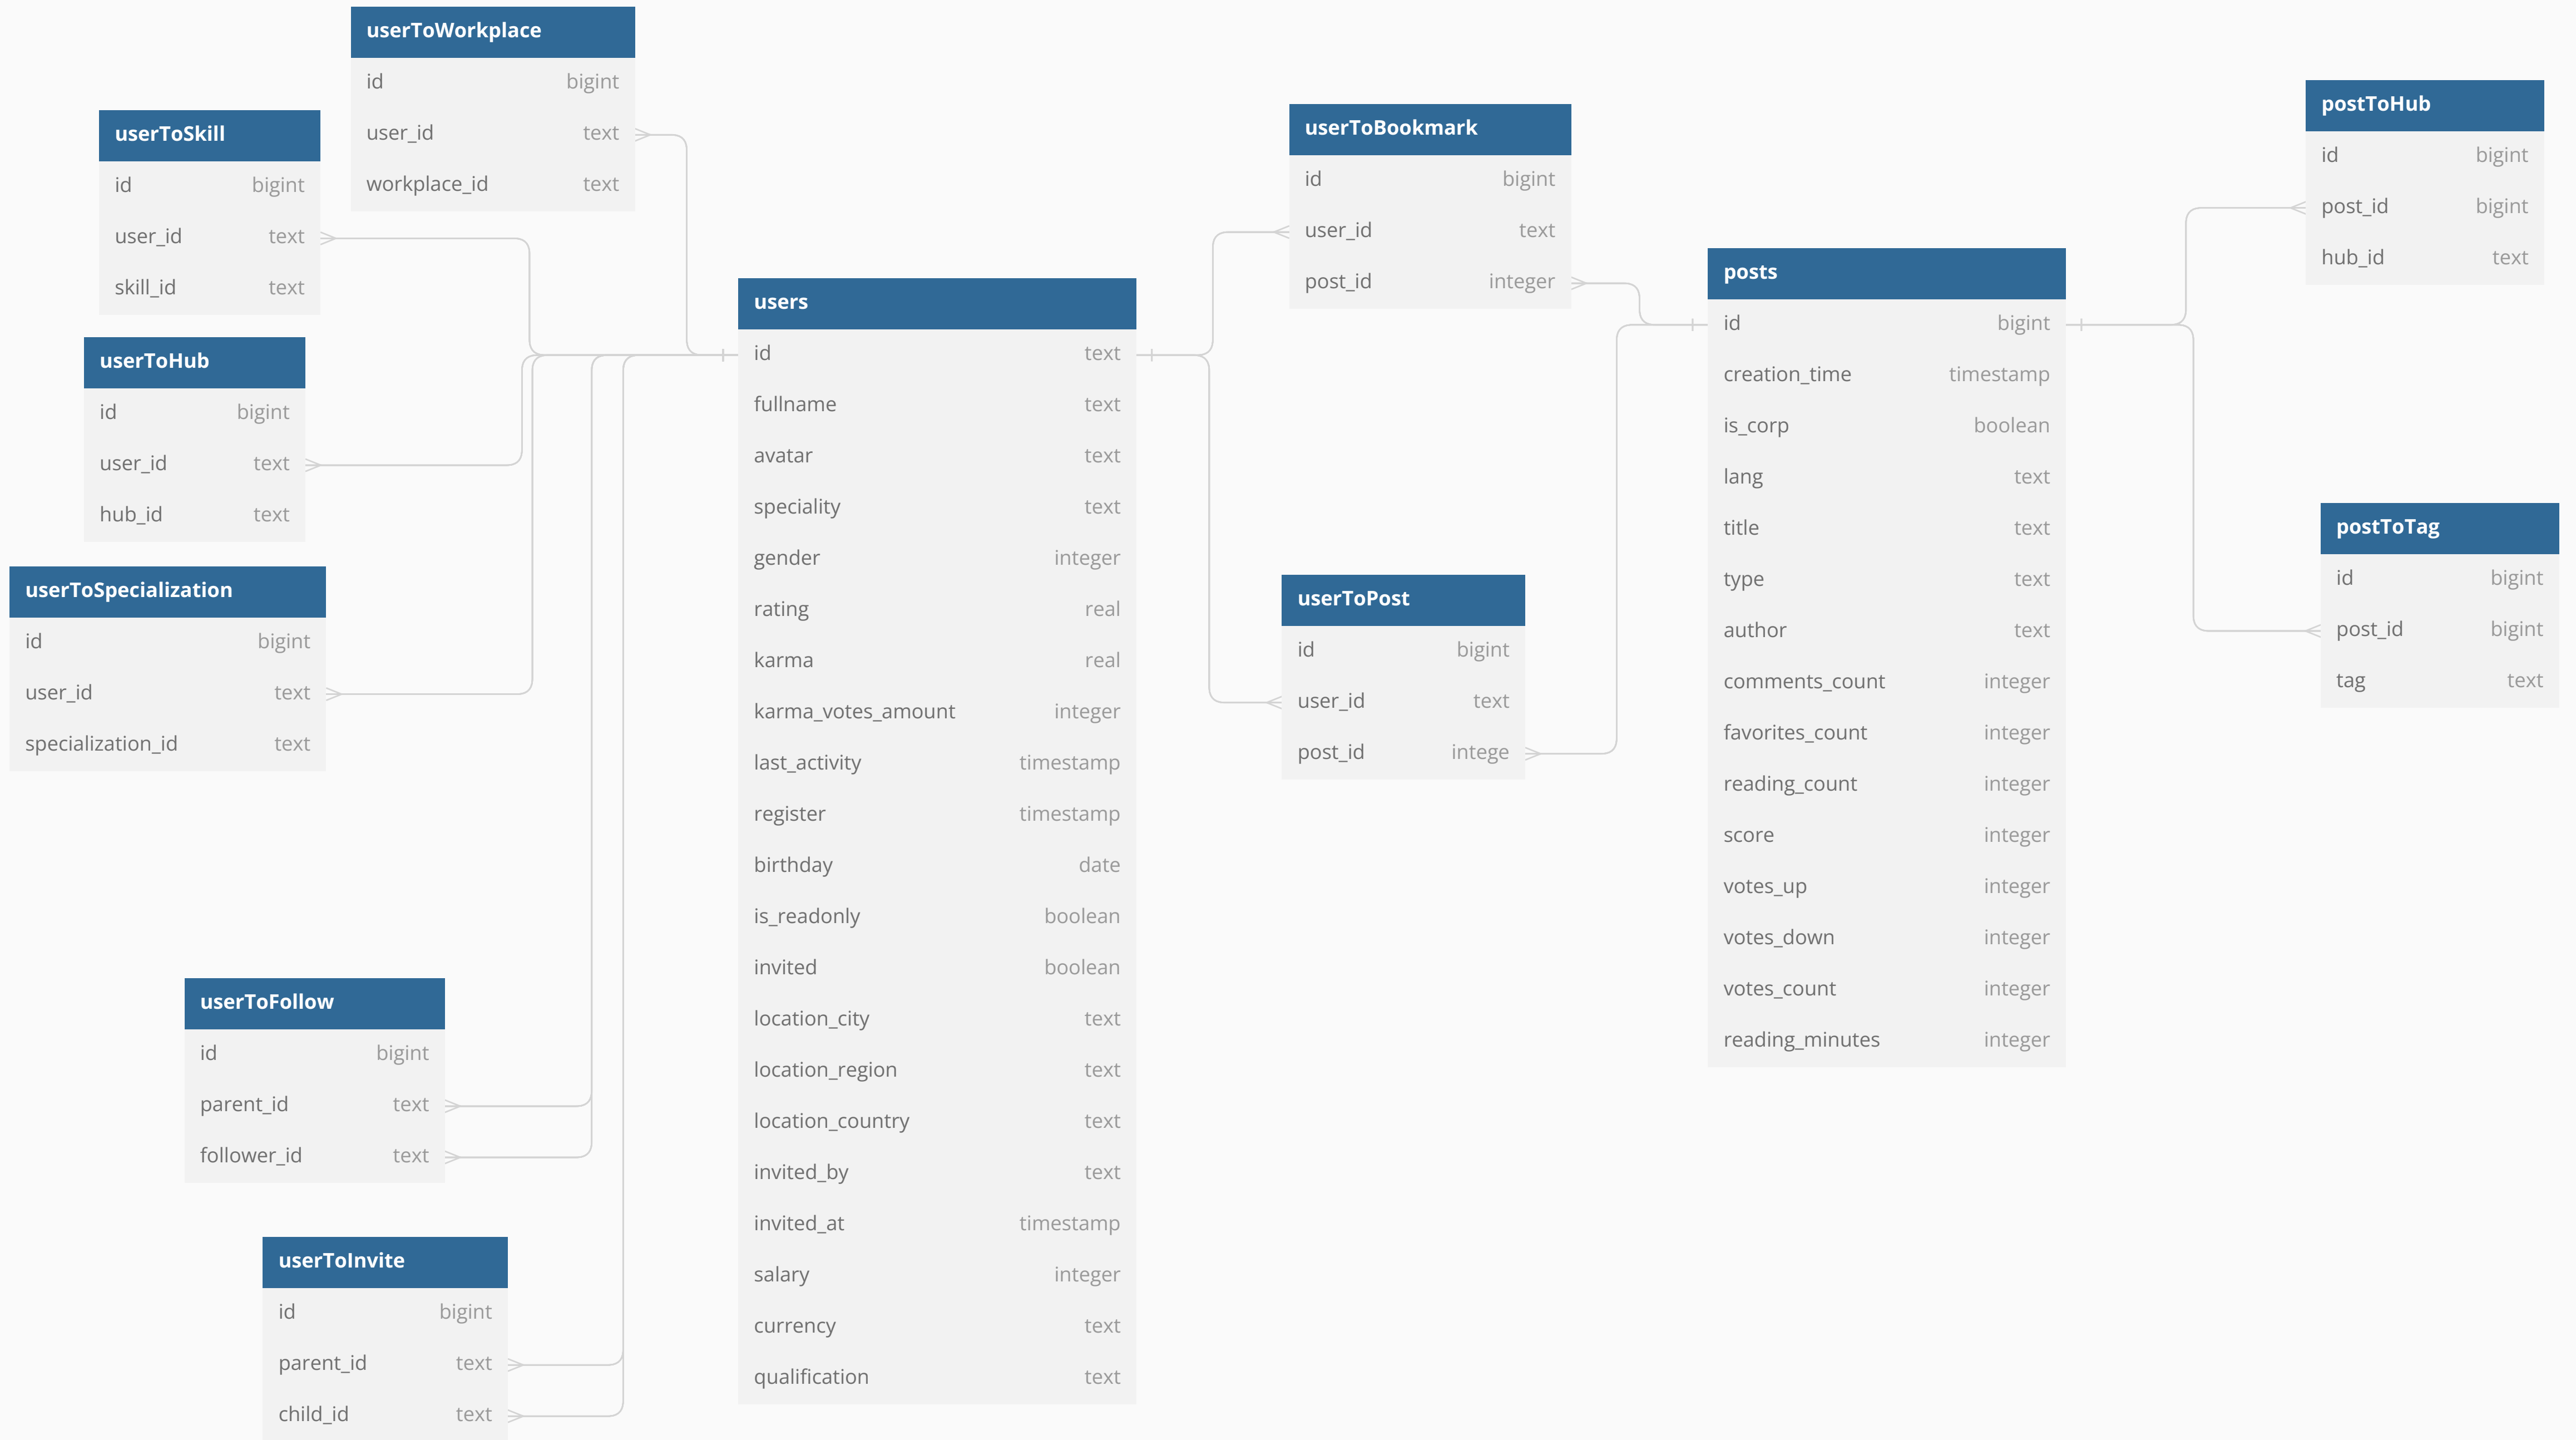 userToWorkplace
id bigint
user_id text
workplace_id text
userToSkill
id bigint
user_id text
skill_id text
userToHub
id bigint
user_id text
hub_id text
userToSpecialization
id bigint
user_id text
specialization_id text
userToFollow
id bigint
parent_id text
follower_id text
userToInvite
id bigint
parent_id text
child_id text
users
id text
fullname text
avatar text
speciality text
gender integer
rating real
karma real
karma_votes_amount integer
last_activity timestamp
register timestamp
birthday date
is_readonly boolean
invited boolean
location_city text
location_region text
location_country text
invited_by text
invited_at timestamp
salary integer
currency text
qualification text
userToBookmark
id bigint
user_id text
post_id integer
userToPost
id bigint
user_id text
post_id intege
posts
id bigint
creation_time timestamp
is_corp boolean
lang text
title text
type text
author text
comments_count integer
favorites_count integer
reading_count integer
score integer
votes_up integer
votes_down integer
votes_count integer
reading_minutes integer
postToHub
id bigint
post_id bigint
hub_id text
postToTag
id bigint
post_id bigint
tag text